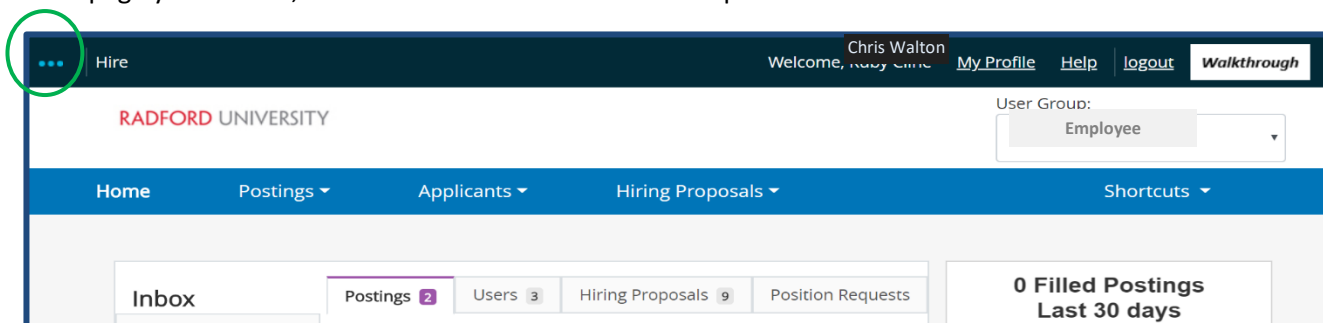 Chris Walton
••• Hire Welcome, My Profile Help logout Walkthrough
RADFORD UNIVERSITY
User Group:
Employee
Home Postings Applicants Hiring Proposals Shortcuts
Inbox Postings 2 Users 3 Hiring Proposals 9 Position Requests
0 Filled Postings
Last 30 days